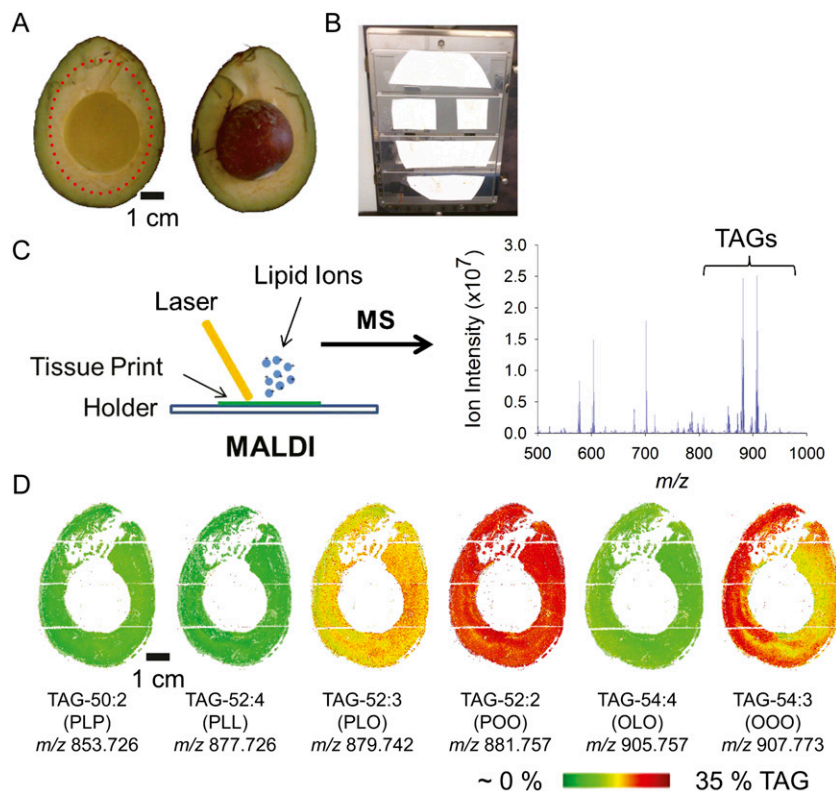 A
B
1 cm
C
Laser
Lipid Ions
Tissue Print
Holder
MALDI
MS
TAGs
Ion Intensity (x10⁷)
3.0
2.5
2.0
1.5
1.0
0.5
0.0
500 600 700 800 900 1000
m/z
D
1 cm
TAG-50:2 TAG-52:4 TAG-52:3 TAG-52:2 TAG-54:4 TAG-54:3
(PLP) (PLL) (PLO) (POO) (OLO) (OOO)
m/z 853.726 m/z 877.726 m/z 879.742 m/z 881.757 m/z 905.757 m/z 907.773
~ 0 % 35 % TAG